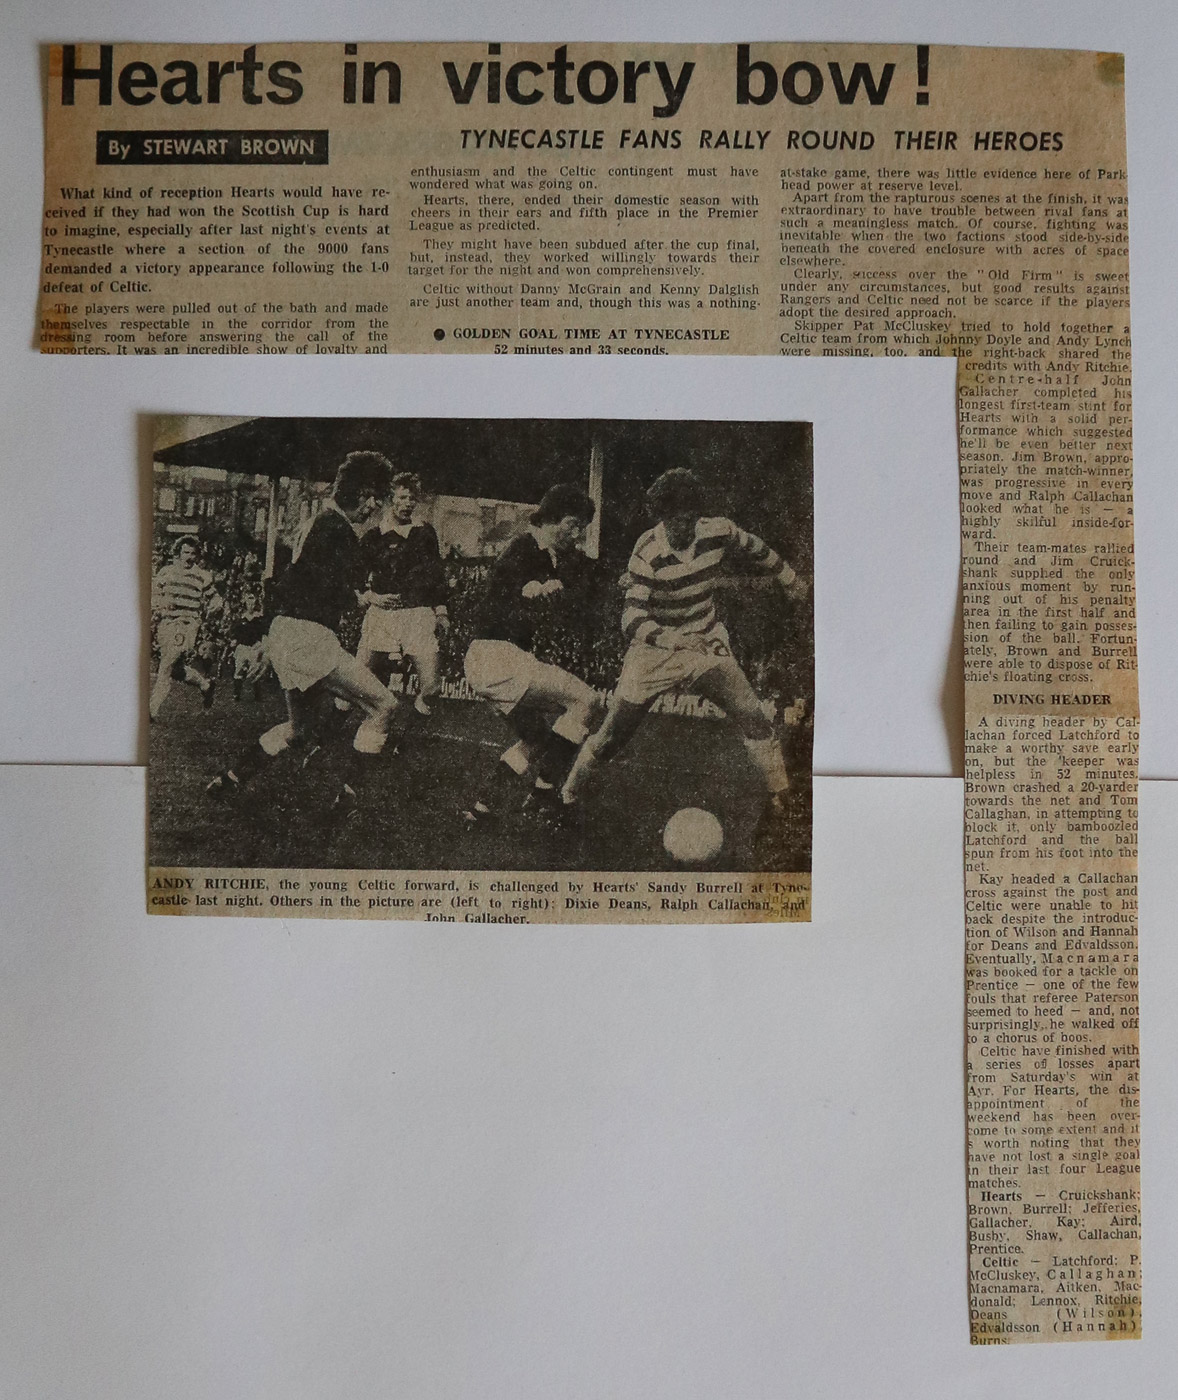 Hearts in victory bow!
By STEWART BROWN
TYNECASTLE FANS RALLY ROUND THEIR HEROES
What kind of reception Hearts would have re-
ceived if they had won the Scottish Cup is hard
to imagine, especially after last night's events at
Tynecastle where a section of the 9000 fans
demanded a victory appearance following the 1-0
defeat of Celtic.
The players were pulled out of the bath and made
themselves respectable in the corridor from the
dressing room before answering the call of the
supporters. It was an incredible show of loyalty and
enthusiasm and the Celtic contingent must have
wondered what was going on.
Hearts, there, ended their domestic season with
cheers in their ears and fifth place in the Premier
League as predicted.
They might have been subdued after the cup final,
but, instead, they worked willingly towards their
target for the night and won comprehensively.
Celtic without Danny McGrain and Kenny Dalglish
are just another team and, though this was a nothing-
● GOLDEN GOAL TIME AT TYNECASTLE
52 minutes and 33 seconds.
at-stake game, there was little evidence here of Park-
head power at reserve level.
Apart from the rapturous scenes at the finish, it was
extraordinary to have trouble between rival fans at
such a meaningless match. Of course, fighting was
inevitable when the two factions stood side-by-side
beneath the covered enclosure with acres of space
elsewhere.
Clearly, success over the "Old Firm" is sweet
under any circumstances, but good results against
Rangers and Celtic need not be scarce if the players
adopt the desired approach.
Skipper Pat McCluskey tried to hold together a
Celtic team from which Johnny Doyle and Andy Lynch
were missing, too, and the right-back shared the
credits with Andy Ritchie.
Centre-half John
Gallacher completed his
longest first-team stint for
Hearts with a solid per-
formance which suggested
he'll be even better next
season. Jim Brown, appro-
priately the match-winner,
was progressive in every
move and Ralph Callachan
looked what he is — a
highly skilful inside-for-
ward.
Their team-mates rallied
round and Jim Cruick-
shank supplied the only
anxious moment by run-
ning out of his penalty
area in the first half and
then failing to gain posses-
sion of the ball. Fortun-
ately, Brown and Burrell
were able to dispose of Rit-
chie's floating cross.
DIVING HEADER
A diving header by Cal-
lachan forced Latchford to
make a worthy save early
on, but the 'keeper was
helpless in 52 minutes.
Brown crashed a 20-yarder
towards the net and Tom
Callaghan, in attempting to
block it, only bamboozled
Latchford and the ball
spun from his foot into the
net.
Kay headed a Callachan
cross against the post and
Celtic were unable to hit
back despite the introduc-
tion of Wilson and Hannah
for Deans and Edvaldsson.
Eventually, Macnamara
was booked for a tackle on
Prentice — one of the few
fouls that referee Paterson
seemed to heed — and, not
surprisingly, he walked off
to a chorus of boos.
Celtic have finished with
a series of losses apart
from Saturday's win at
Ayr. For Hearts, the dis-
appointment of the
weekend has been over-
come to some extent and it
s worth noting that they
have not lost a single goal
in their last four League
matches.
Hearts — Cruickshank;
Brown, Burrell; Jefferies,
Gallacher, Kay; Aird,
Busby, Shaw, Callachan,
Prentice.
Celtic — Latchford; P.
McCluskey, Callaghan;
Macnamara, Aitken, Mac-
donald; Lennox, Ritchie,
Deans (Wilson),
Edvaldsson (Hannah)
Burns.
9
ANDY RITCHIE, the young Celtic forward, is challenged by Hearts' Sandy Burrell at Tyne-
castle last night. Others in the picture are (left to right): Dixie Deans, Ralph Callachan, and
John Gallacher.